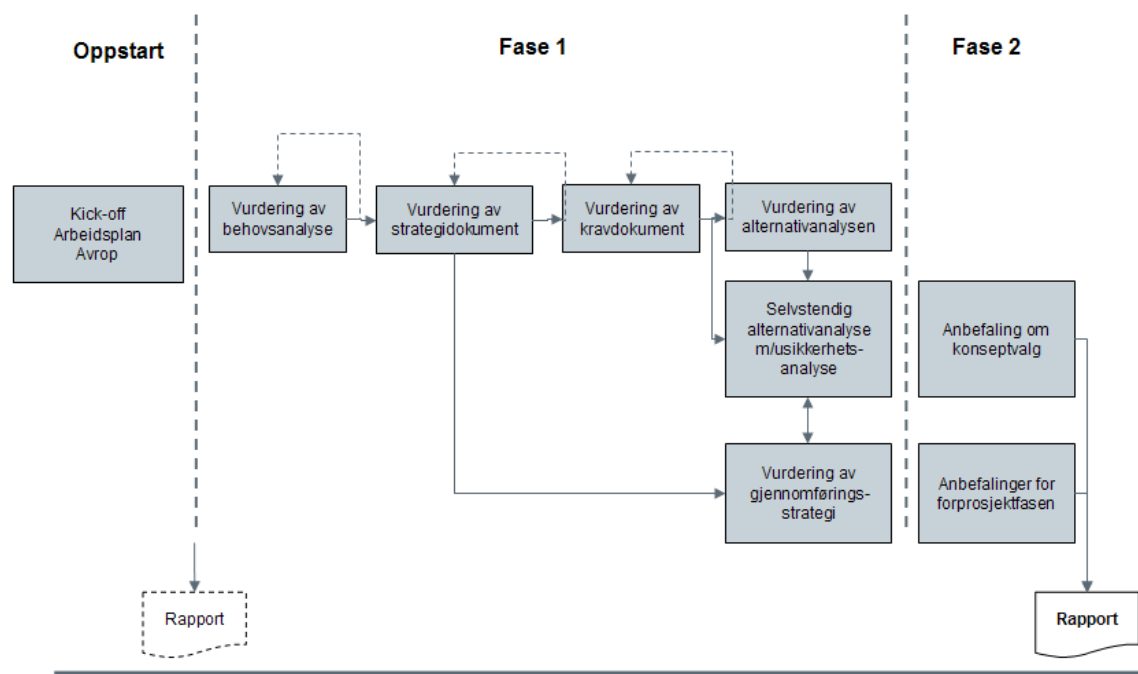 Oppstart
Fase 1
Fase 2
Kick-off
Arbeidsplan
Avrop
Vurdering av
behovsanalyse
Vurdering av
strategidokument
Vurdering av
kravdokument
Vurdering av
alternativanalysen
Selvstendig
alternativanalyse
m/usikkerhets-
analyse
Anbefaling om
konseptvalg
Vurdering av
gjennomførings-
strategi
Anbefalinger for
forprosjektfasen
Rapport
Rapport